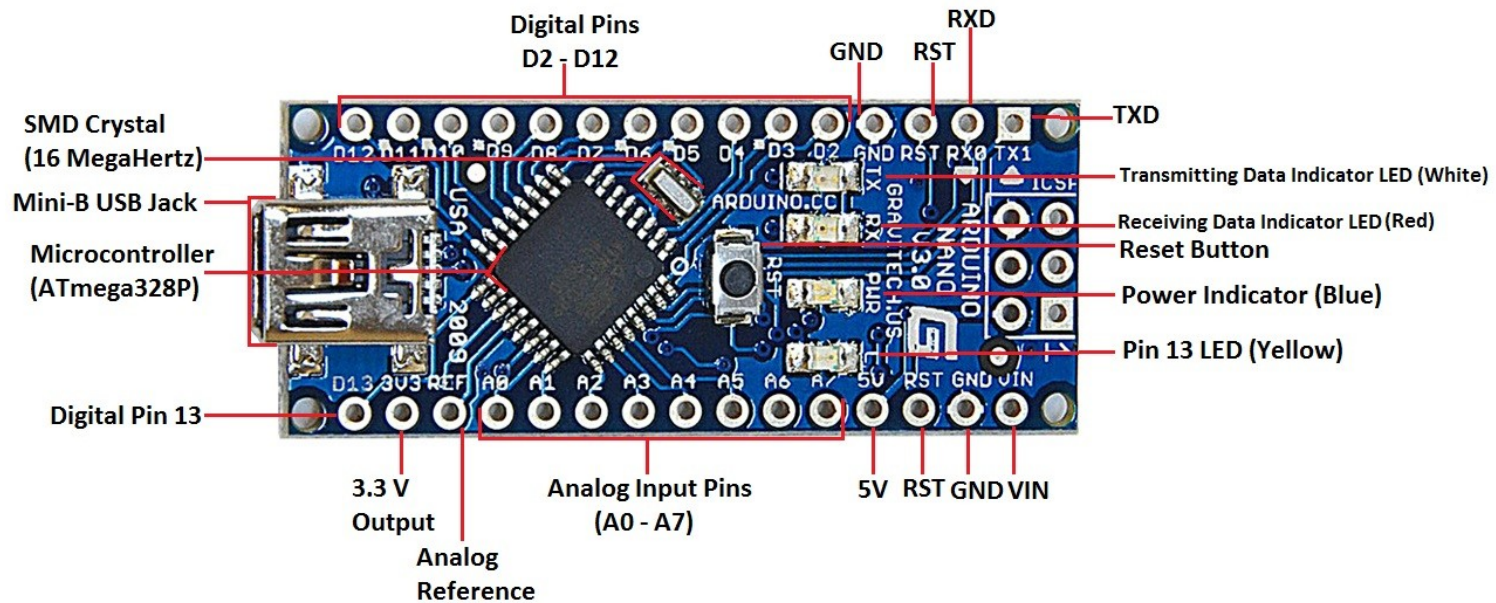 Digital Pins
D2 - D12
RXD
GND
RST
TXD
SMD Crystal
(16 MegaHertz)
Mini-B USB Jack
Microcontroller
(ATmega328P)
Digital Pin 13
D12 D11 D10 D9 D8 D7 D6 D5 D4 D3 D2 GND RST RX0 TX1
TX
RX
PWR
L
RST
ARDUINO.CC
GRAVITECH.US
ARDUINO
NANO
V3.0
ICSP
1
USA
2009
D13 3V3 REF A0 A1 A2 A3 A4 A5 A6 A7 5V RST GND VIN
Transmitting Data Indicator LED (White)
Receiving Data Indicator LED (Red)
Reset Button
Power Indicator (Blue)
Pin 13 LED (Yellow)
3.3 V
Output
Analog
Reference
Analog Input Pins
(A0 - A7)
5V
RST
GND
VIN